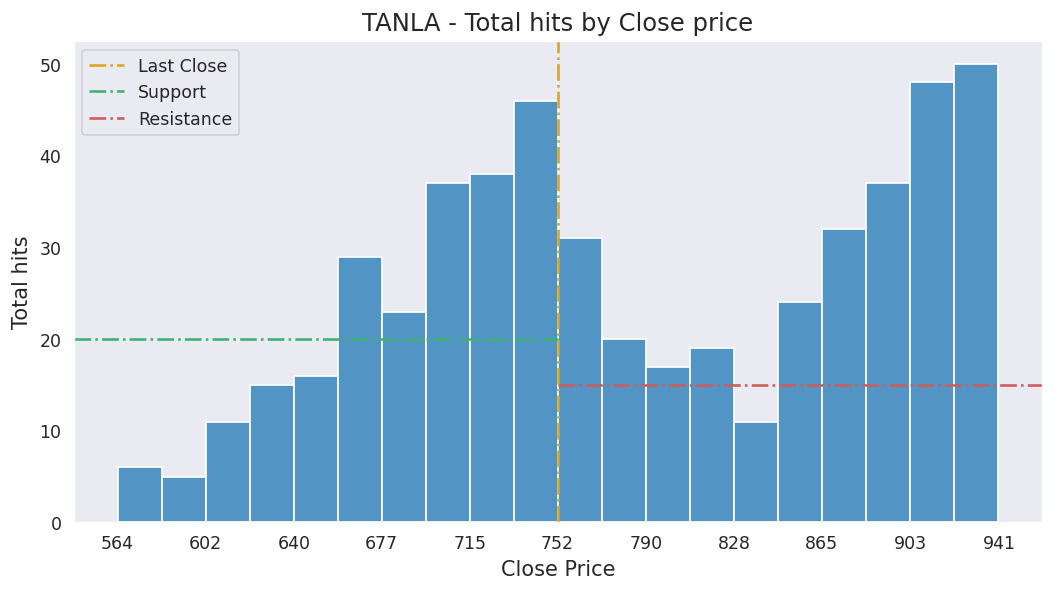 TANLA - Total hits by Close price
Last Close
Support
Resistance
Total hits
50
40
30
20
10
0
564 602 640 677 715 752 790 828 865 903 941
Close Price